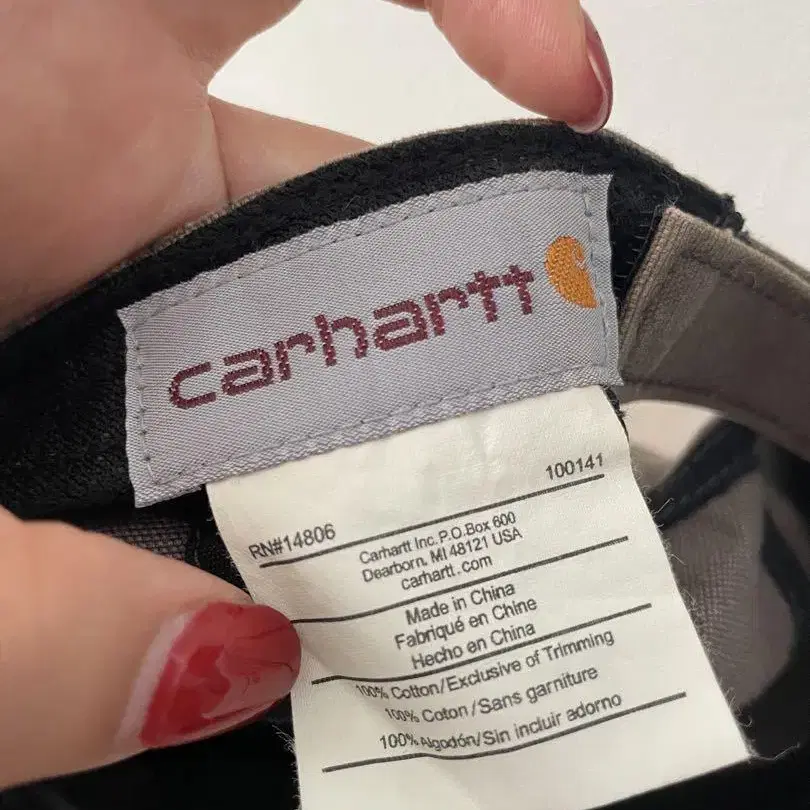 carhartt
100141
RN#14806
Carhartt Inc.P.O.Box 600
Dearborn, MI 48121 USA
carhartt.com
Made in China
Fabriqué en Chine
Hecho en China
100% Cotton/Exclusive of Trimming
100% Coton/Sans garniture
100% Algodón/Sin incluir adorno